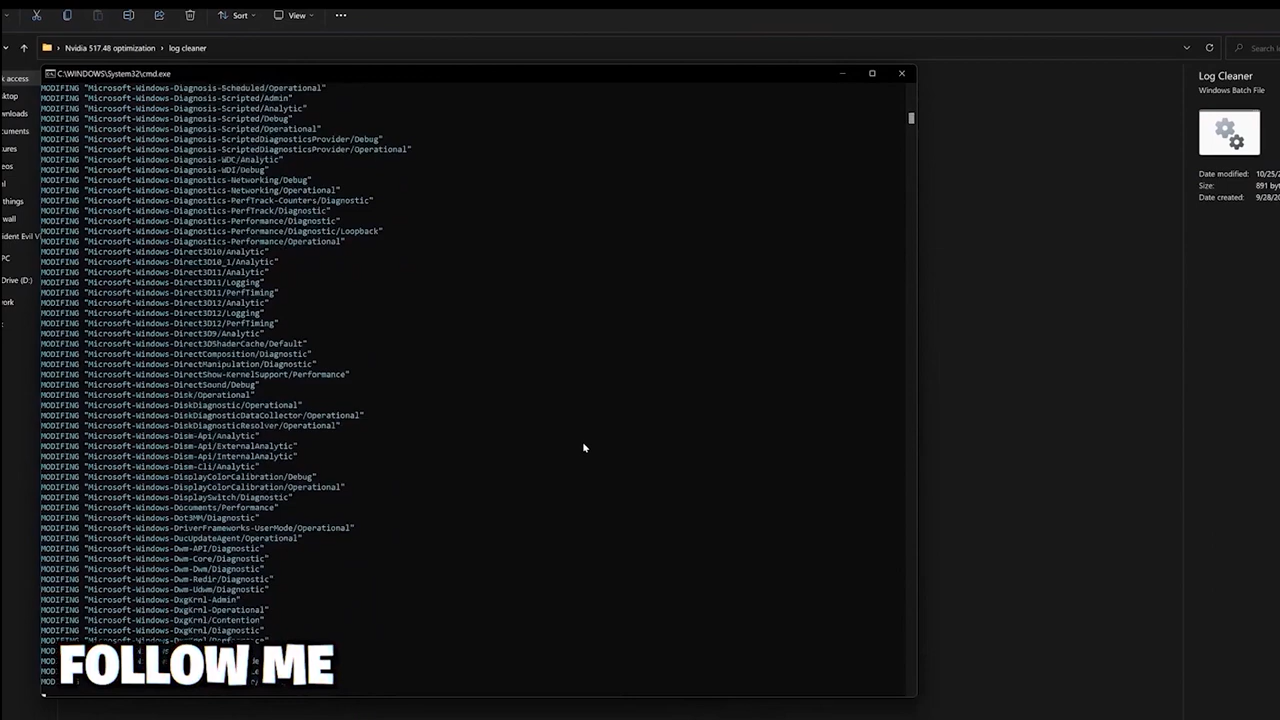 Sort
View
Nvidia 517.48 optimization > log cleaner
C:\WINDOWS\System32\cmd.exe
MODIFING "Microsoft-Windows-Diagnosis-Scheduled/Operational"
MODIFING "Microsoft-Windows-Diagnosis-Scripted/Admin"
MODIFING "Microsoft-Windows-Diagnosis-Scripted/Analytic"
MODIFING "Microsoft-Windows-Diagnosis-Scripted/Debug"
MODIFING "Microsoft-Windows-Diagnosis-Scripted/Operational"
MODIFING "Microsoft-Windows-Diagnosis-ScriptedDiagnosticsProvider/Debug"
MODIFING "Microsoft-Windows-Diagnosis-ScriptedDiagnosticsProvider/Operational"
MODIFING "Microsoft-Windows-Diagnosis-WDC/Analytic"
MODIFING "Microsoft-Windows-Diagnosis-WDI/Debug"
MODIFING "Microsoft-Windows-Diagnostics-Networking/Debug"
MODIFING "Microsoft-Windows-Diagnostics-Networking/Operational"
MODIFING "Microsoft-Windows-Diagnostics-PerfTrack-Counters/Diagnostic"
MODIFING "Microsoft-Windows-Diagnostics-PerfTrack/Diagnostic"
MODIFING "Microsoft-Windows-Diagnostics-Performance/Diagnostic"
MODIFING "Microsoft-Windows-Diagnostics-Performance/Diagnostic/Loopback"
MODIFING "Microsoft-Windows-Diagnostics-Performance/Operational"
MODIFING "Microsoft-Windows-Direct3D10/Analytic"
MODIFING "Microsoft-Windows-Direct3D10_1/Analytic"
MODIFING "Microsoft-Windows-Direct3D11/Analytic"
MODIFING "Microsoft-Windows-Direct3D11/Logging"
MODIFING "Microsoft-Windows-Direct3D11/PerfTiming"
MODIFING "Microsoft-Windows-Direct3D12/Analytic"
MODIFING "Microsoft-Windows-Direct3D12/Logging"
MODIFING "Microsoft-Windows-Direct3D12/PerfTiming"
MODIFING "Microsoft-Windows-Direct3D9/Analytic"
MODIFING "Microsoft-Windows-Direct3DShaderCache/Default"
MODIFING "Microsoft-Windows-DirectComposition/Diagnostic"
MODIFING "Microsoft-Windows-DirectManipulation/Diagnostic"
MODIFING "Microsoft-Windows-DirectShow-KernelSupport/Performance"
MODIFING "Microsoft-Windows-DirectSound/Debug"
MODIFING "Microsoft-Windows-Disk/Operational"
MODIFING "Microsoft-Windows-DiskDiagnostic/Operational"
MODIFING "Microsoft-Windows-DiskDiagnosticDataCollector/Operational"
MODIFING "Microsoft-Windows-DiskDiagnosticResolver/Operational"
MODIFING "Microsoft-Windows-Dism-Api/Analytic"
MODIFING "Microsoft-Windows-Dism-Api/ExternalAnalytic"
MODIFING "Microsoft-Windows-Dism-Api/InternalAnalytic"
MODIFING "Microsoft-Windows-Dism-Cli/Analytic"
MODIFING "Microsoft-Windows-DisplayColorCalibration/Debug"
MODIFING "Microsoft-Windows-DisplayColorCalibration/Operational"
MODIFING "Microsoft-Windows-DisplaySwitch/Diagnostic"
MODIFING "Microsoft-Windows-Documents/Performance"
MODIFING "Microsoft-Windows-Dot3MM/Diagnostic"
MODIFING "Microsoft-Windows-DriverFrameworks-UserMode/Operational"
MODIFING "Microsoft-Windows-DucUpdateAgent/Operational"
MODIFING "Microsoft-Windows-Dwm-API/Diagnostic"
MODIFING "Microsoft-Windows-Dwm-Core/Diagnostic"
MODIFING "Microsoft-Windows-Dwm-Dwm/Diagnostic"
MODIFING "Microsoft-Windows-Dwm-Redir/Diagnostic"
MODIFING "Microsoft-Windows-Dwm-Udwm/Diagnostic"
MODIFING "Microsoft-Windows-DxgKrnl-Admin"
MODIFING "Microsoft-Windows-DxgKrnl-Operational"
MODIFING "Microsoft-Windows-DxgKrnl/Contention"
MODIFING "Microsoft-Windows-DxgKrnl/Diagnostic"
FOLLOW ME
Log Cleaner
Windows Batch File
Date modified: 10/25/2
Size: 891 byt
Date created: 9/28/20
k access
Drive (D:)